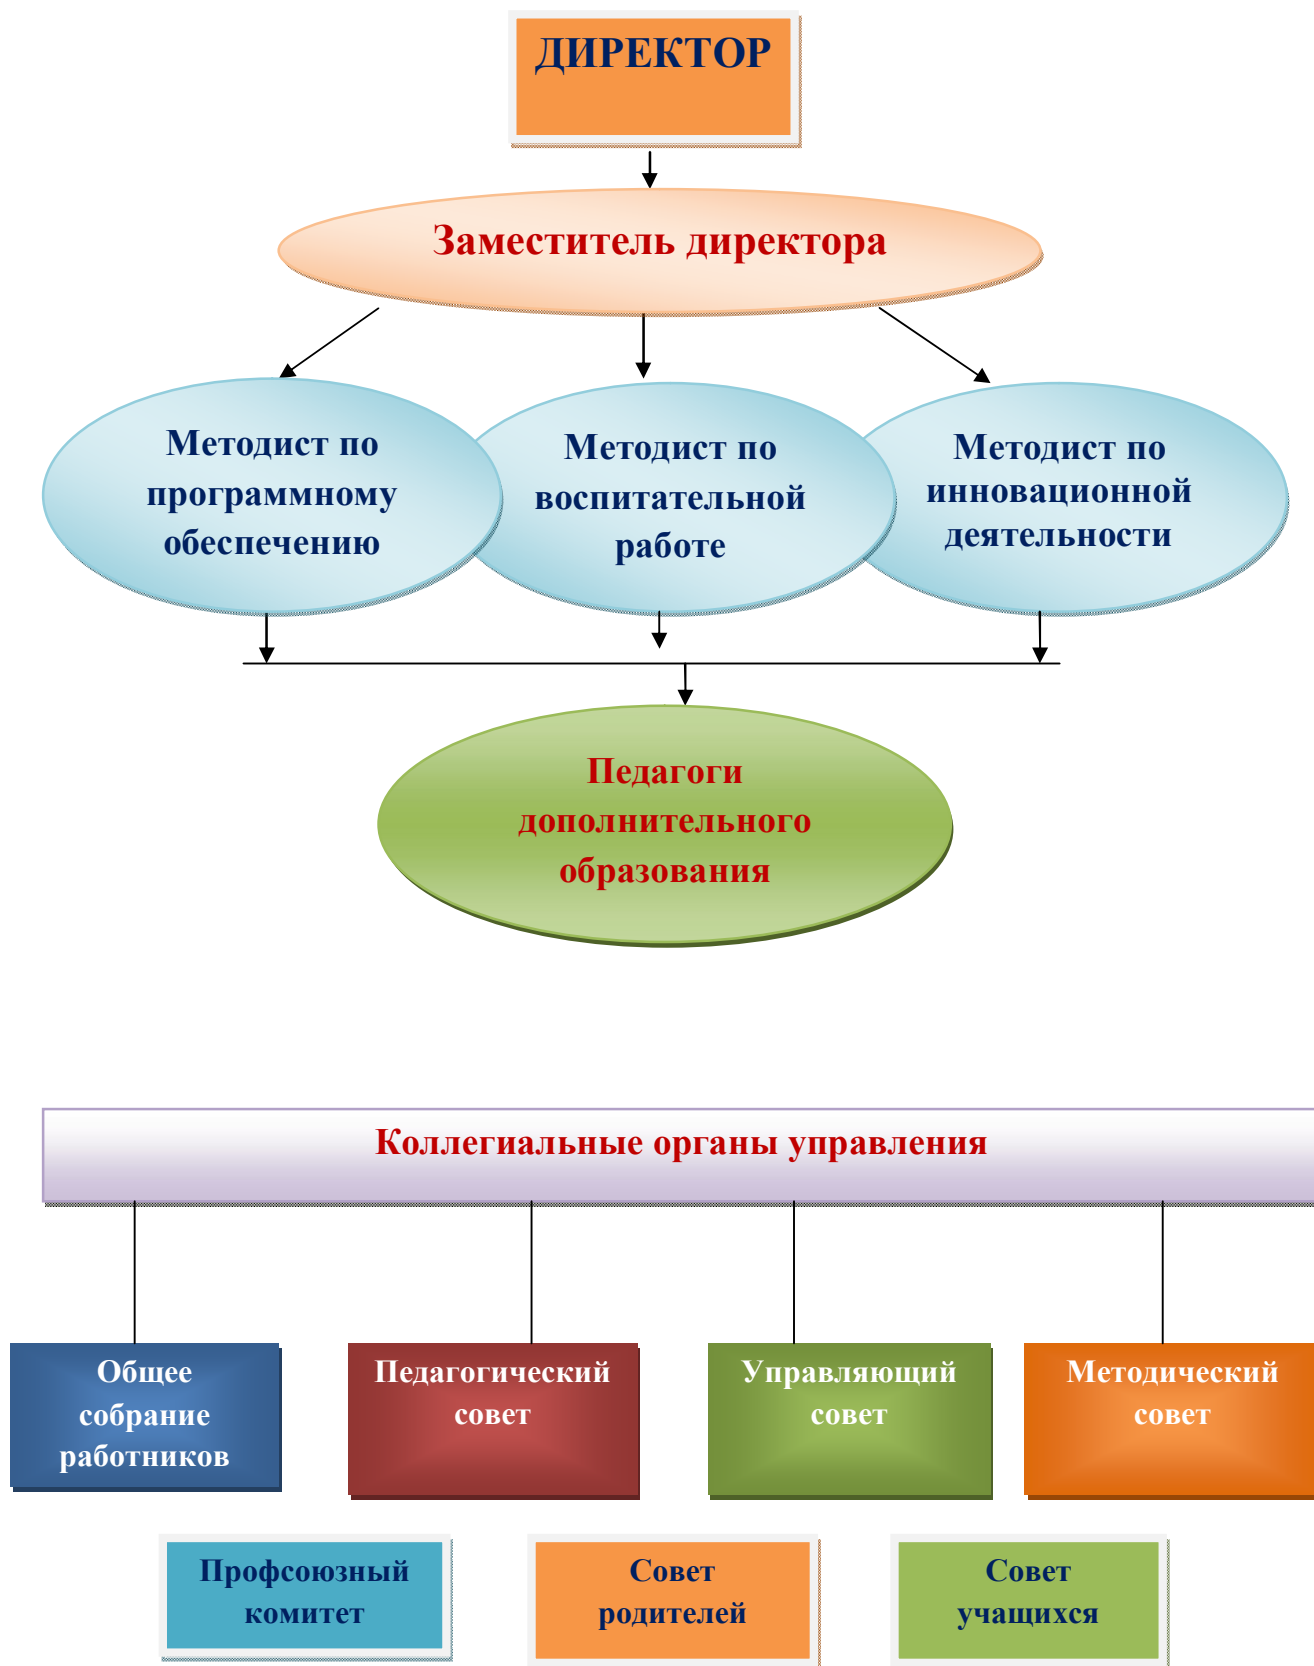 ДИРЕКТОР
Заместитель директора
Методист по
программному
обеспечению
Методист по
воспитательной
работе
Методист по
инновационной
деятельности
Педагоги
дополнительного
образования
Коллегиальные органы управления
Общее
собрание
работников
Педагогический
совет
Управляющий
совет
Методический
совет
Профсоюзный
комитет
Совет
родителей
Совет
учащихся